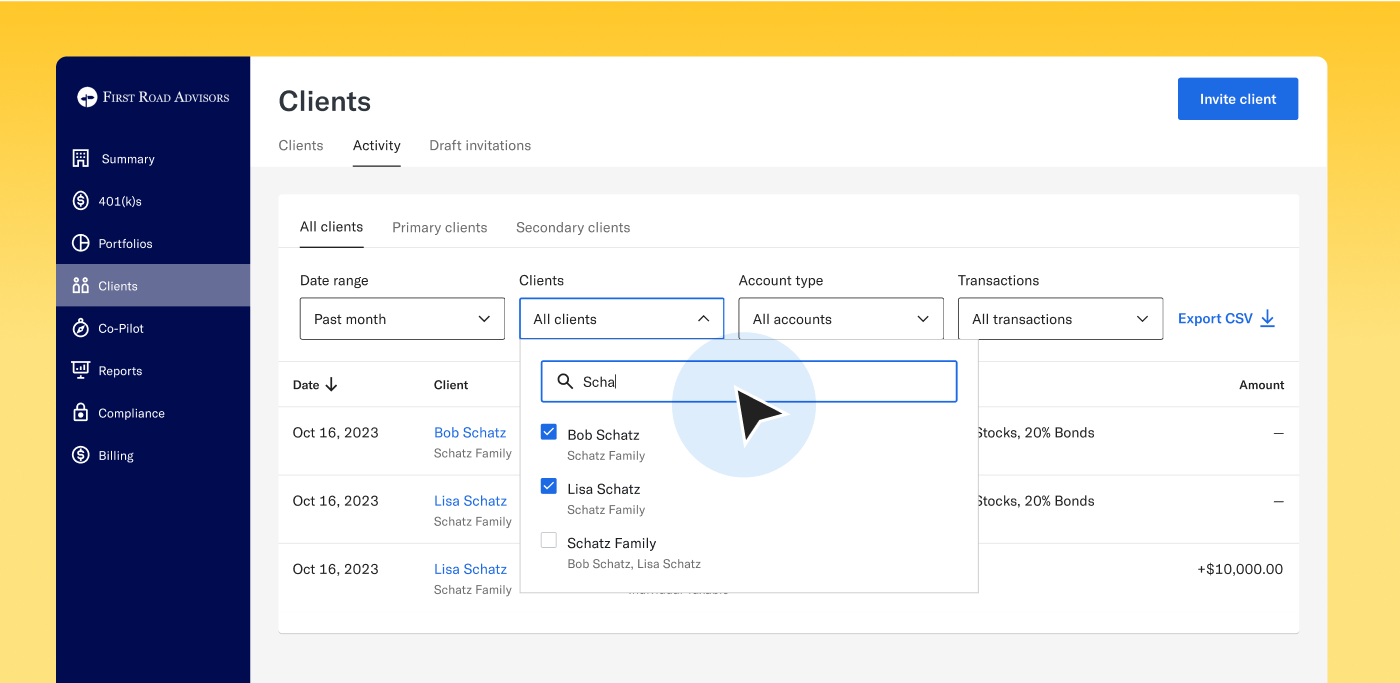 FIRST ROAD ADVISORS
Summary
401(k)s
Portfolios
Clients
Co-Pilot
Reports
Compliance
Billing
Clients
Invite client
Clients Activity Draft invitations
All clients Primary clients Secondary clients
Date range Clients Account type Transactions
Past month All clients All accounts All transactions Export CSV
Date Client Amount
Scha
Oct 16, 2023 Bob Schatz Stocks, 20% Bonds —
Schatz Family
Oct 16, 2023 Lisa Schatz Stocks, 20% Bonds —
Schatz Family
Oct 16, 2023 Lisa Schatz +$10,000.00
Schatz Family
Bob Schatz
Schatz Family
Lisa Schatz
Schatz Family
Schatz Family
Bob Schatz, Lisa Schatz